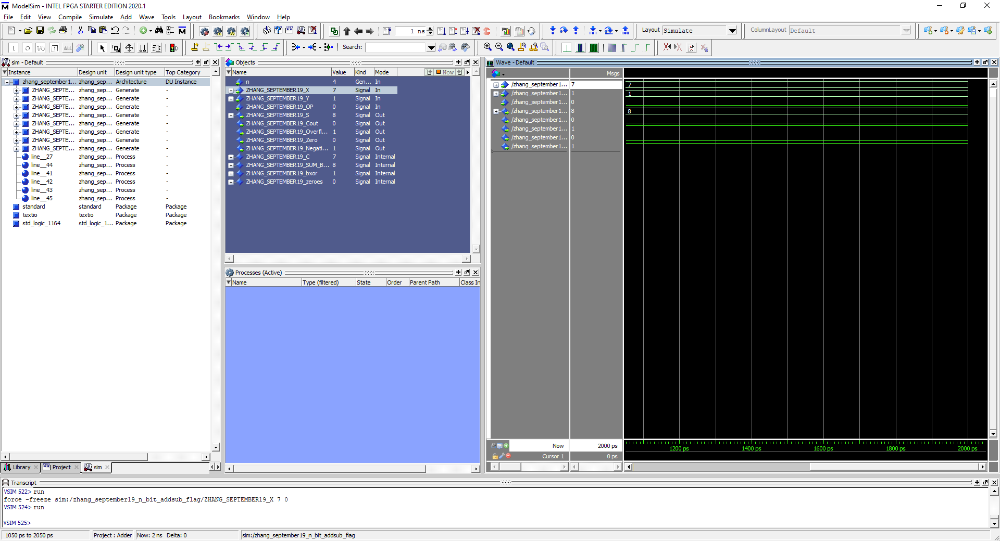 ModelSim - INTEL FPGA STARTER EDITION 2020.1
File Edit View Compile Simulate Add Wave Tools Layout Bookmarks Window Help
1 ns
Layout Simulate
ColumnLayout Default
Search:
sim - Default
Instance Design unit Design unit type Top Category
zhang_september1... zhang_sep... Architecture DU Instance
ZHANG_SEPTE... zhang_sep... Generate -
ZHANG_SEPTE... zhang_sep... Generate -
ZHANG_SEPTE... zhang_sep... Generate -
ZHANG_SEPTE... zhang_sep... Generate -
ZHANG_SEPTE... zhang_sep... Generate -
ZHANG_SEPTE... zhang_sep... Generate -
ZHANG_SEPTE... zhang_sep... Generate -
ZHANG_SEPTE... zhang_sep... Generate -
line__27 zhang_sep... Process -
line__44 zhang_sep... Process -
line__41 zhang_sep... Process -
line__42 zhang_sep... Process -
line__43 zhang_sep... Process -
line__45 zhang_sep... Process -
standard standard Package Package
textio textio Package Package
std_logic_1164 std_logic_1... Package Package
Library Project sim
Objects
Name Value Kind Mode Now
n 4 Gen... In
ZHANG_SEPTEMBER19_X 7 Signal In
ZHANG_SEPTEMBER19_Y 1 Signal In
ZHANG_SEPTEMBER19_OP 0 Signal In
ZHANG_SEPTEMBER19_S 8 Signal Out
ZHANG_SEPTEMBER19_Cout 0 Signal Out
ZHANG_SEPTEMBER19_Overfl... 1 Signal Out
ZHANG_SEPTEMBER19_Zero 0 Signal Out
ZHANG_SEPTEMBER19_Negati... 1 Signal Out
ZHANG_SEPTEMBER19_C 7 Signal Internal
ZHANG_SEPTEMBER19_SUM_B... 8 Signal Internal
ZHANG_SEPTEMBER19_bxor 1 Signal Internal
ZHANG_SEPTEMBER19_zeroes 0 Signal Internal
Processes (Active)
Name Type (filtered) State Order Parent Path Class In
Wave - Default
Msgs
/zhang_september1... 7 7
/zhang_september1... 1 1
/zhang_september1... 0
/zhang_september1... 8 8
/zhang_september1... 0
/zhang_september1... 1
/zhang_september1... 0
/zhang_september1... 1
Now 2000 ps
1200 ps 1400 ps 1600 ps 1800 ps 2000 ps
Cursor 1 0 ps
Transcript
VSIM 522> run
force -freeze sim:/zhang_september19_n_bit_addsub_flag/ZHANG_SEPTEMBER19_X 7 0
VSIM 524> run
VSIM 525>
1050 ps to 2050 ps Project : Adder Now: 2 ns Delta: 0 sim:/zhang_september19_n_bit_addsub_flag